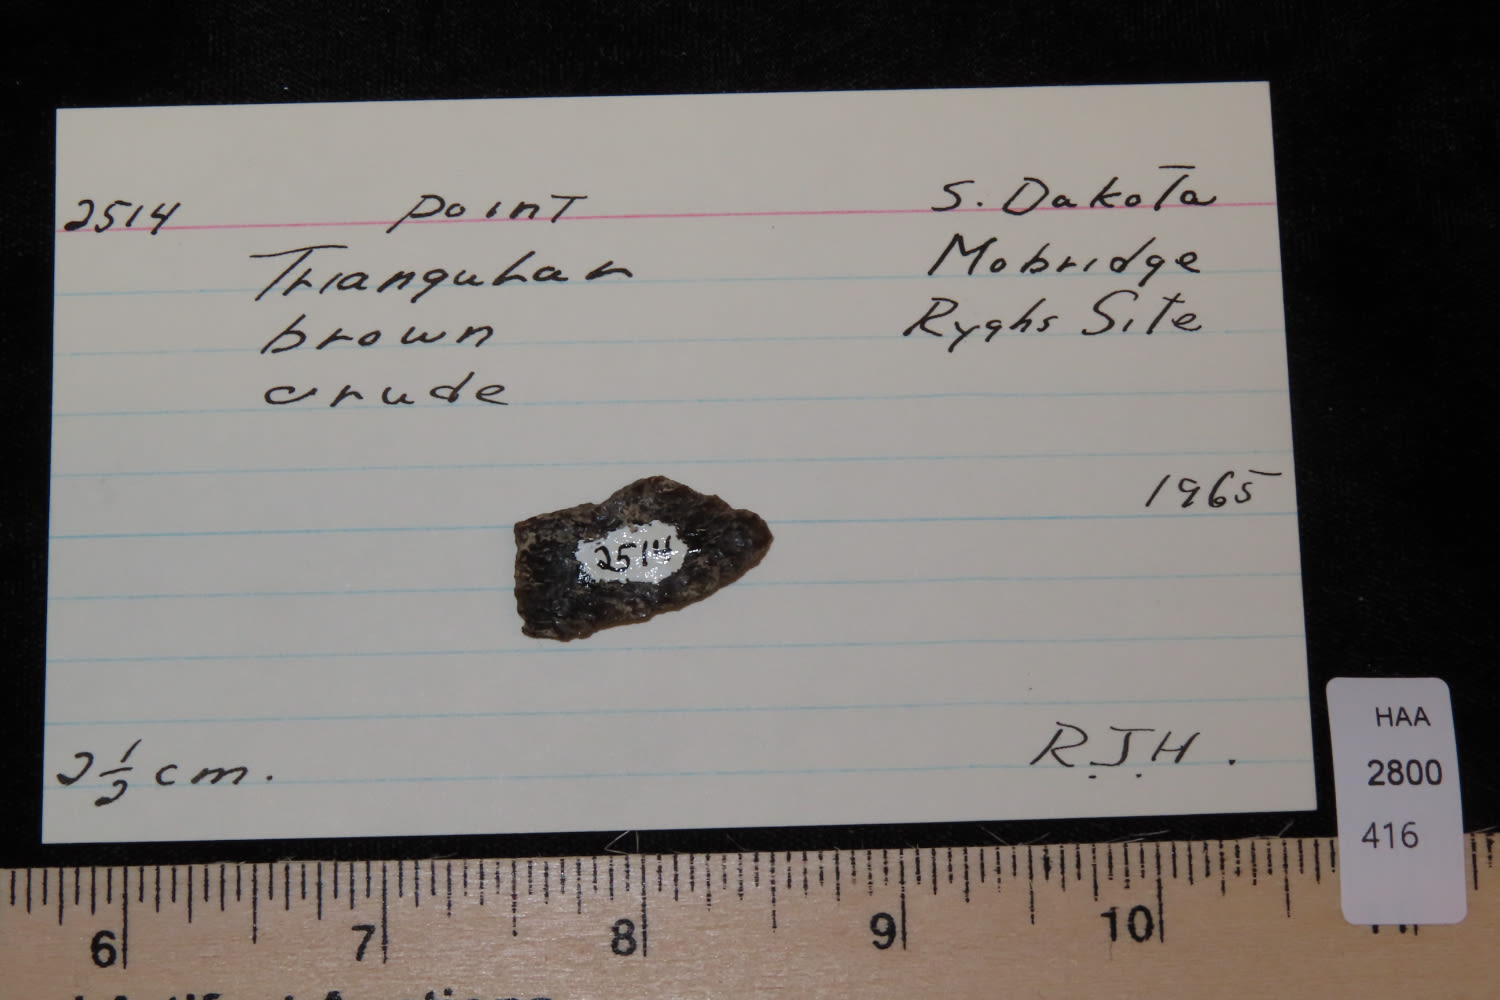 2514 point S. Dakota
Triangular Mobridge
brown Ryghs Site
crude
1965
2514
2 1/2 cm. R.J.H.
HAA
2800
416
6 7 8 9 10